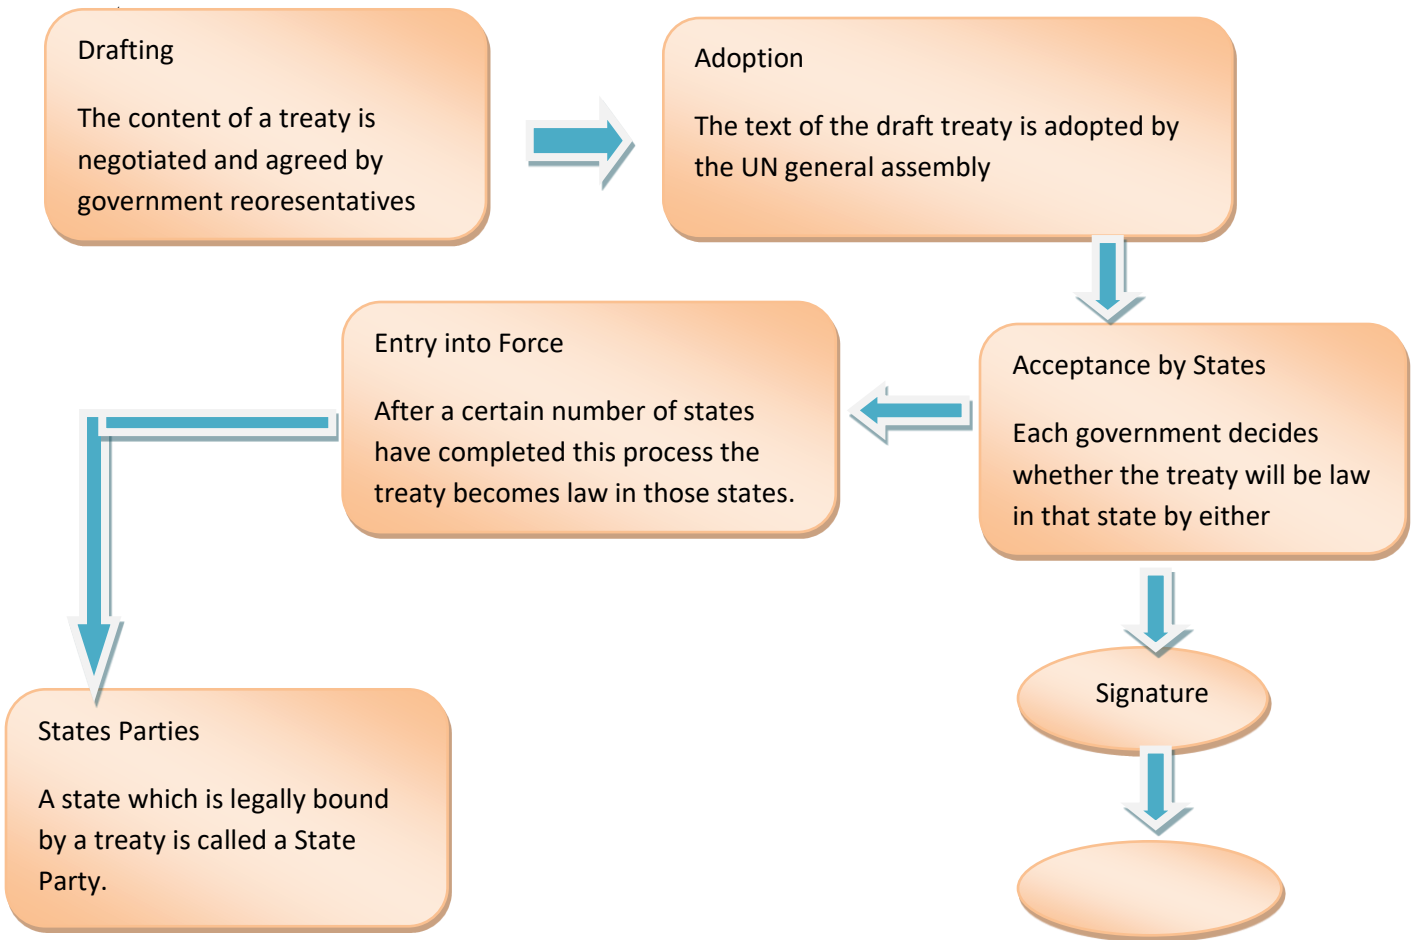 Drafting
The content of a treaty is
negotiated and agreed by
government reoresentatives
Adoption
The text of the draft treaty is adopted by
the UN general assembly
Acceptance by States
Each government decides
whether the treaty will be law
in that state by either
Entry into Force
After a certain number of states
have completed this process the
treaty becomes law in those states.
Signature
States Parties
A state which is legally bound
by a treaty is called a State
Party.